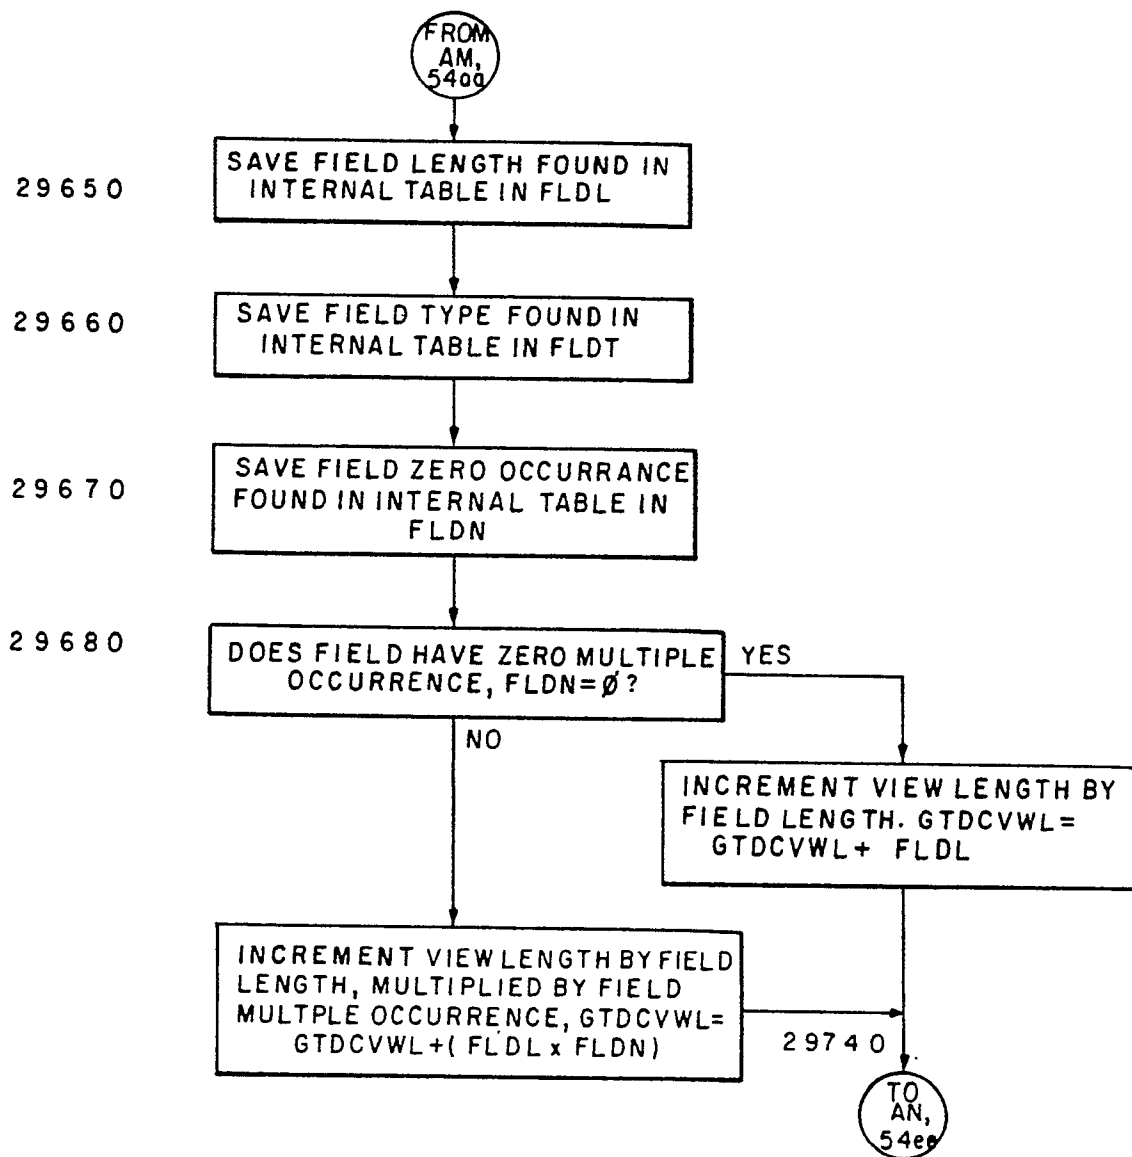 FROM
AM,
54aa
29650
SAVE FIELD LENGTH FOUND IN
INTERNAL TABLE IN FLDL
29660
SAVE FIELD TYPE FOUND IN
INTERNAL TABLE IN FLDT
29670
SAVE FIELD ZERO OCCURRANCE
FOUND IN INTERNAL TABLE IN
FLDN
29680
DOES FIELD HAVE ZERO MULTIPLE
OCCURRENCE, FLDN=Ø?
YES
NO
INCREMENT VIEW LENGTH BY
FIELD LENGTH. GTDCVWL=
GTDCVWL+ FLDL
INCREMENT VIEW LENGTH BY FIELD
LENGTH, MULTIPLIED BY FIELD
MULTPLE OCCURRENCE, GTDCVWL=
GTDCVWL+( FLDL x FLDN)
29740
TO
AN,
54ee